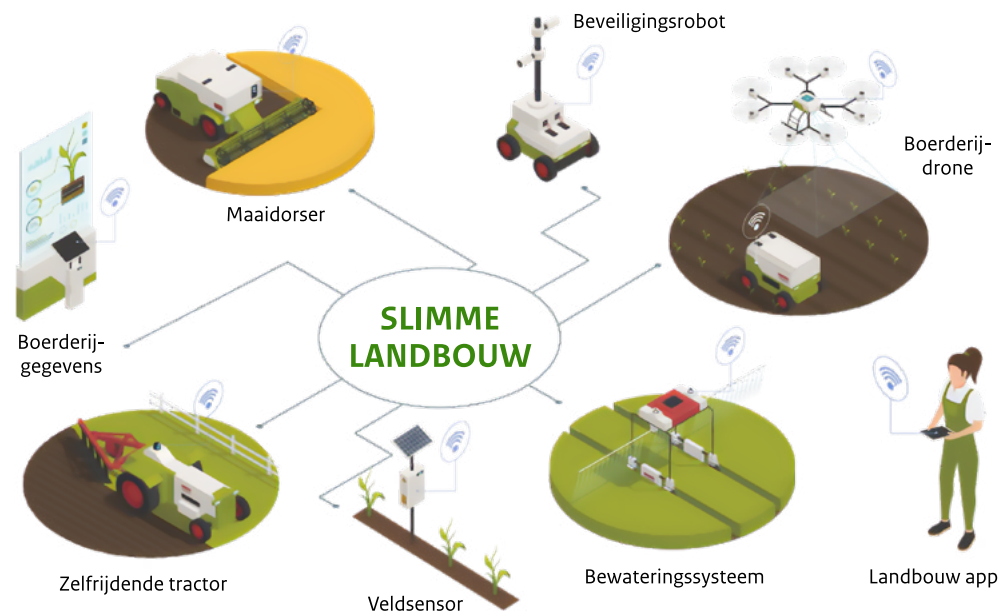 Beveiligingsrobot
Boerderij-
drone
Maaidorser
SLIMME
LANDBOUW
Boerderij-
gegevens
Zelfrijdende tractor
Veldsensor
Bewateringssysteem
Landbouw app